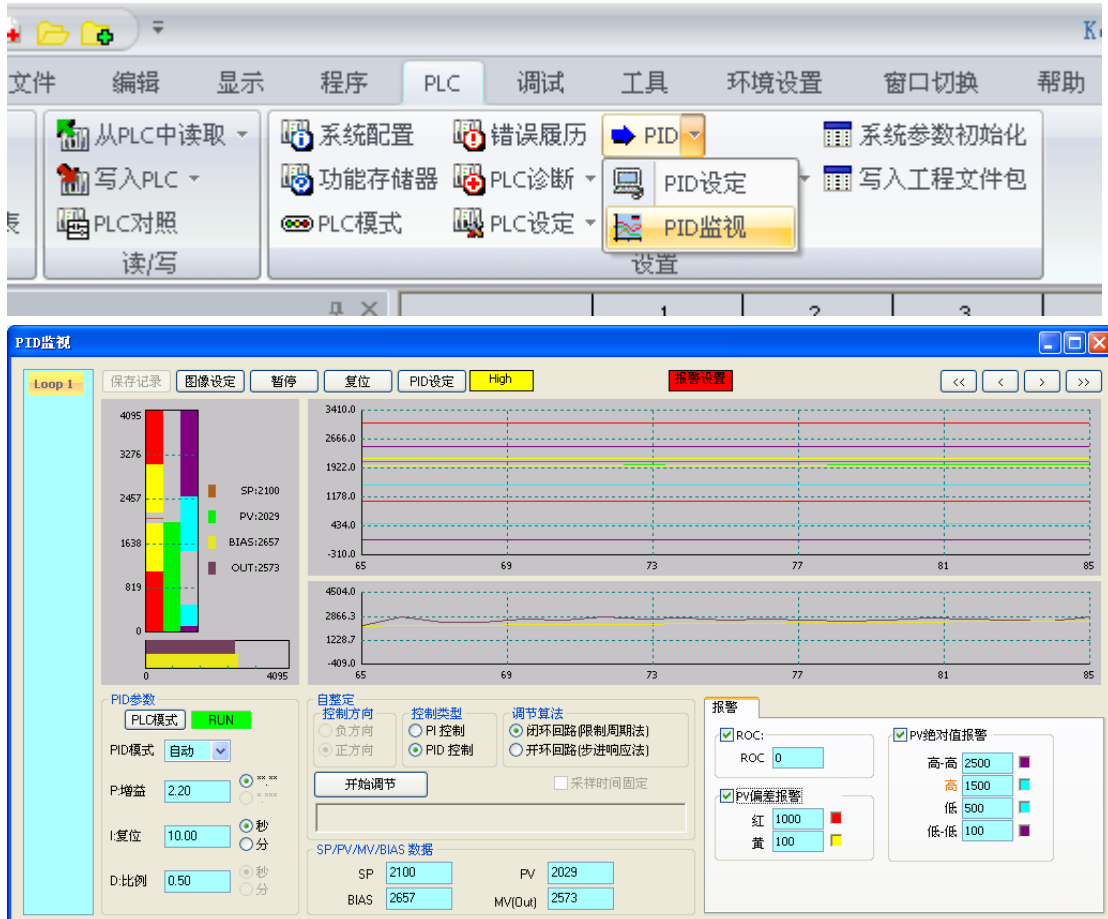 文件 编辑 显示 程序 PLC 调试 工具 环境设置 窗口切换 帮助
从PLC中读取 系统配置 错误履历 PID 系统参数初始化
写入PLC 功能存储器 PLC诊断 PID设定 写入工程文件包
表 PLC对照 PLC模式 PLC设定 PID监视
读/写 设置
1 2 3
PID监视
Loop 1 保存记录 图像设定 暂停 复位 PID设定 High 报警设置 << < > >>
4095 3410.0
2666.0
3276 1922.0
2457 SP:2100 1178.0
PV:2029 434.0
1638 BIAS:2657 -310.0
OUT:2573 65 69 73 77 81 85
819 4504.0
2866.3
0 1228.7
-409.0
0 4095 65 69 73 77 81 85
PID参数 自整定 报警
PLC模式 RUN 控制方向 控制类型 调节算法
负方向 PI 控制 闭环回路(限制周期法) ROC: PV绝对值报警
PID模式 自动 正方向 PID 控制 开环回路(步进响应法) ROC 0 高-高 2500
P:增益 2.20 **.** *.*** 开始调节 采样时间固定 高 1500
PV偏差报警 低 500
I:复位 10.00 秒 分 红 1000 低-低 100
SP/PV/MV/BIAS 数据 黄 100
D:比例 0.50 秒 分 SP 2100 PV 2029
BIAS 2657 MV(Out) 2573